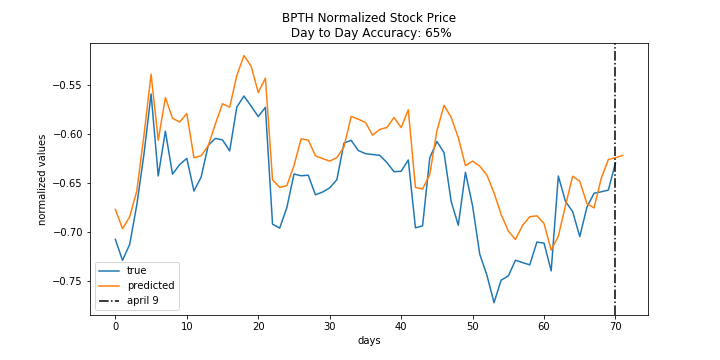 BPTH Normalized Stock Price
Day to Day Accuracy: 65%
normalized values
−0.55
−0.60
−0.65
−0.70
−0.75
true
predicted
april 9
0 10 20 30 40 50 60 70
days